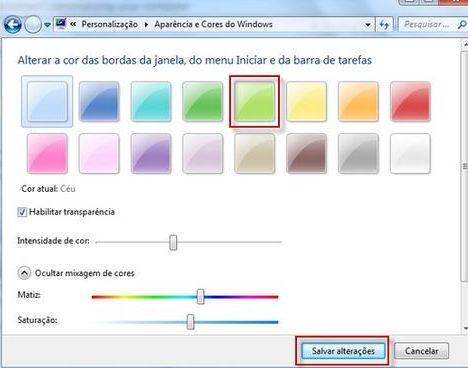 « Personalização ▸ Aparência e Cores do Windows
Pesquisar...
Alterar a cor das bordas da janela, do menu Iniciar e da barra de tarefas
Cor atual: Céu
Habilitar transparência
Intensidade de cor:
Ocultar mixagem de cores
Matiz:
Saturação:
Salvar alterações
Cancelar